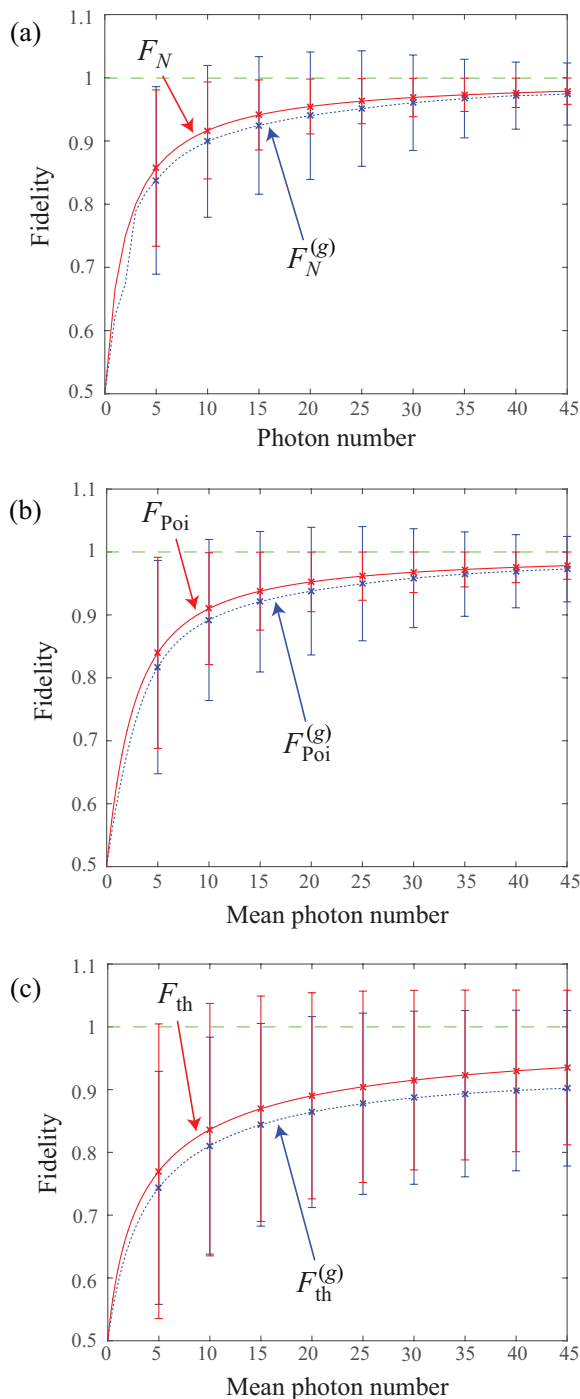 (a)
1.1
1
0.9
0.8
0.7
0.6
0.5
Fidelity
F_N
F_N^(g)
0 5 10 15 20 25 30 35 40 45
Photon number
(b)
1.1
1
0.9
0.8
0.7
0.6
0.5
Fidelity
F_Poi
F_Poi^(g)
0 5 10 15 20 25 30 35 40 45
Mean photon number
(c)
1.1
1
0.9
0.8
0.7
0.6
0.5
Fidelity
F_th
F_th^(g)
0 5 10 15 20 25 30 35 40 45
Mean photon number